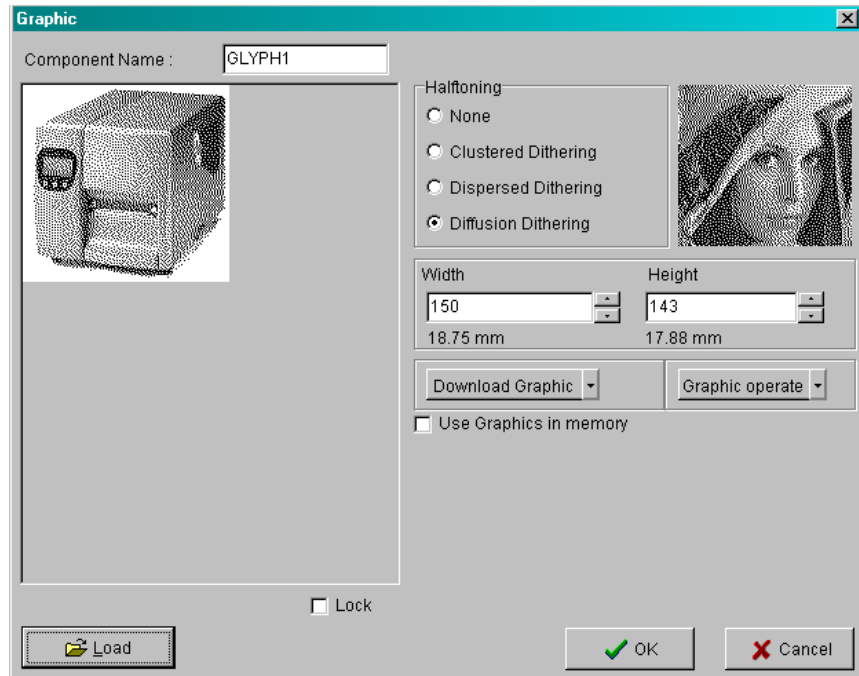 Graphic
Component Name :
GLYPH1
Halftoning
None
Clustered Dithering
Dispersed Dithering
Diffusion Dithering
Width
Height
150
143
18.75 mm
17.88 mm
Download Graphic
Graphic operate
Use Graphics in memory
Lock
Load
OK
Cancel